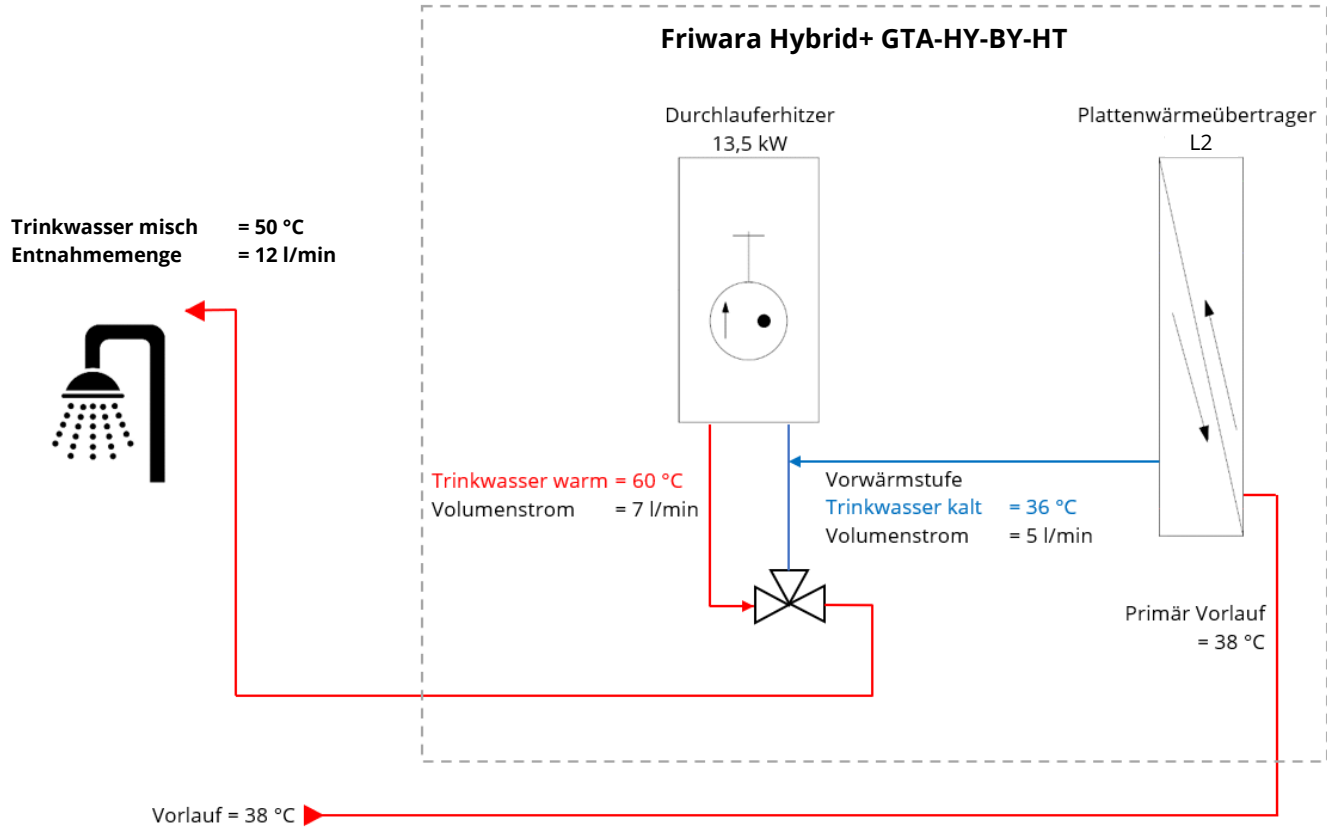 Friwara Hybrid+ GTA-HY-BY-HT
Durchlauferhitzer
13,5 kW
Plattenwärmeübertrager
L2
Trinkwasser misch = 50 °C
Entnahmemenge = 12 l/min
Trinkwasser warm = 60 °C
Volumenstrom = 7 l/min
Vorwärmstufe
Trinkwasser kalt = 36 °C
Volumenstrom = 5 l/min
Primär Vorlauf
= 38 °C
Vorlauf = 38 °C